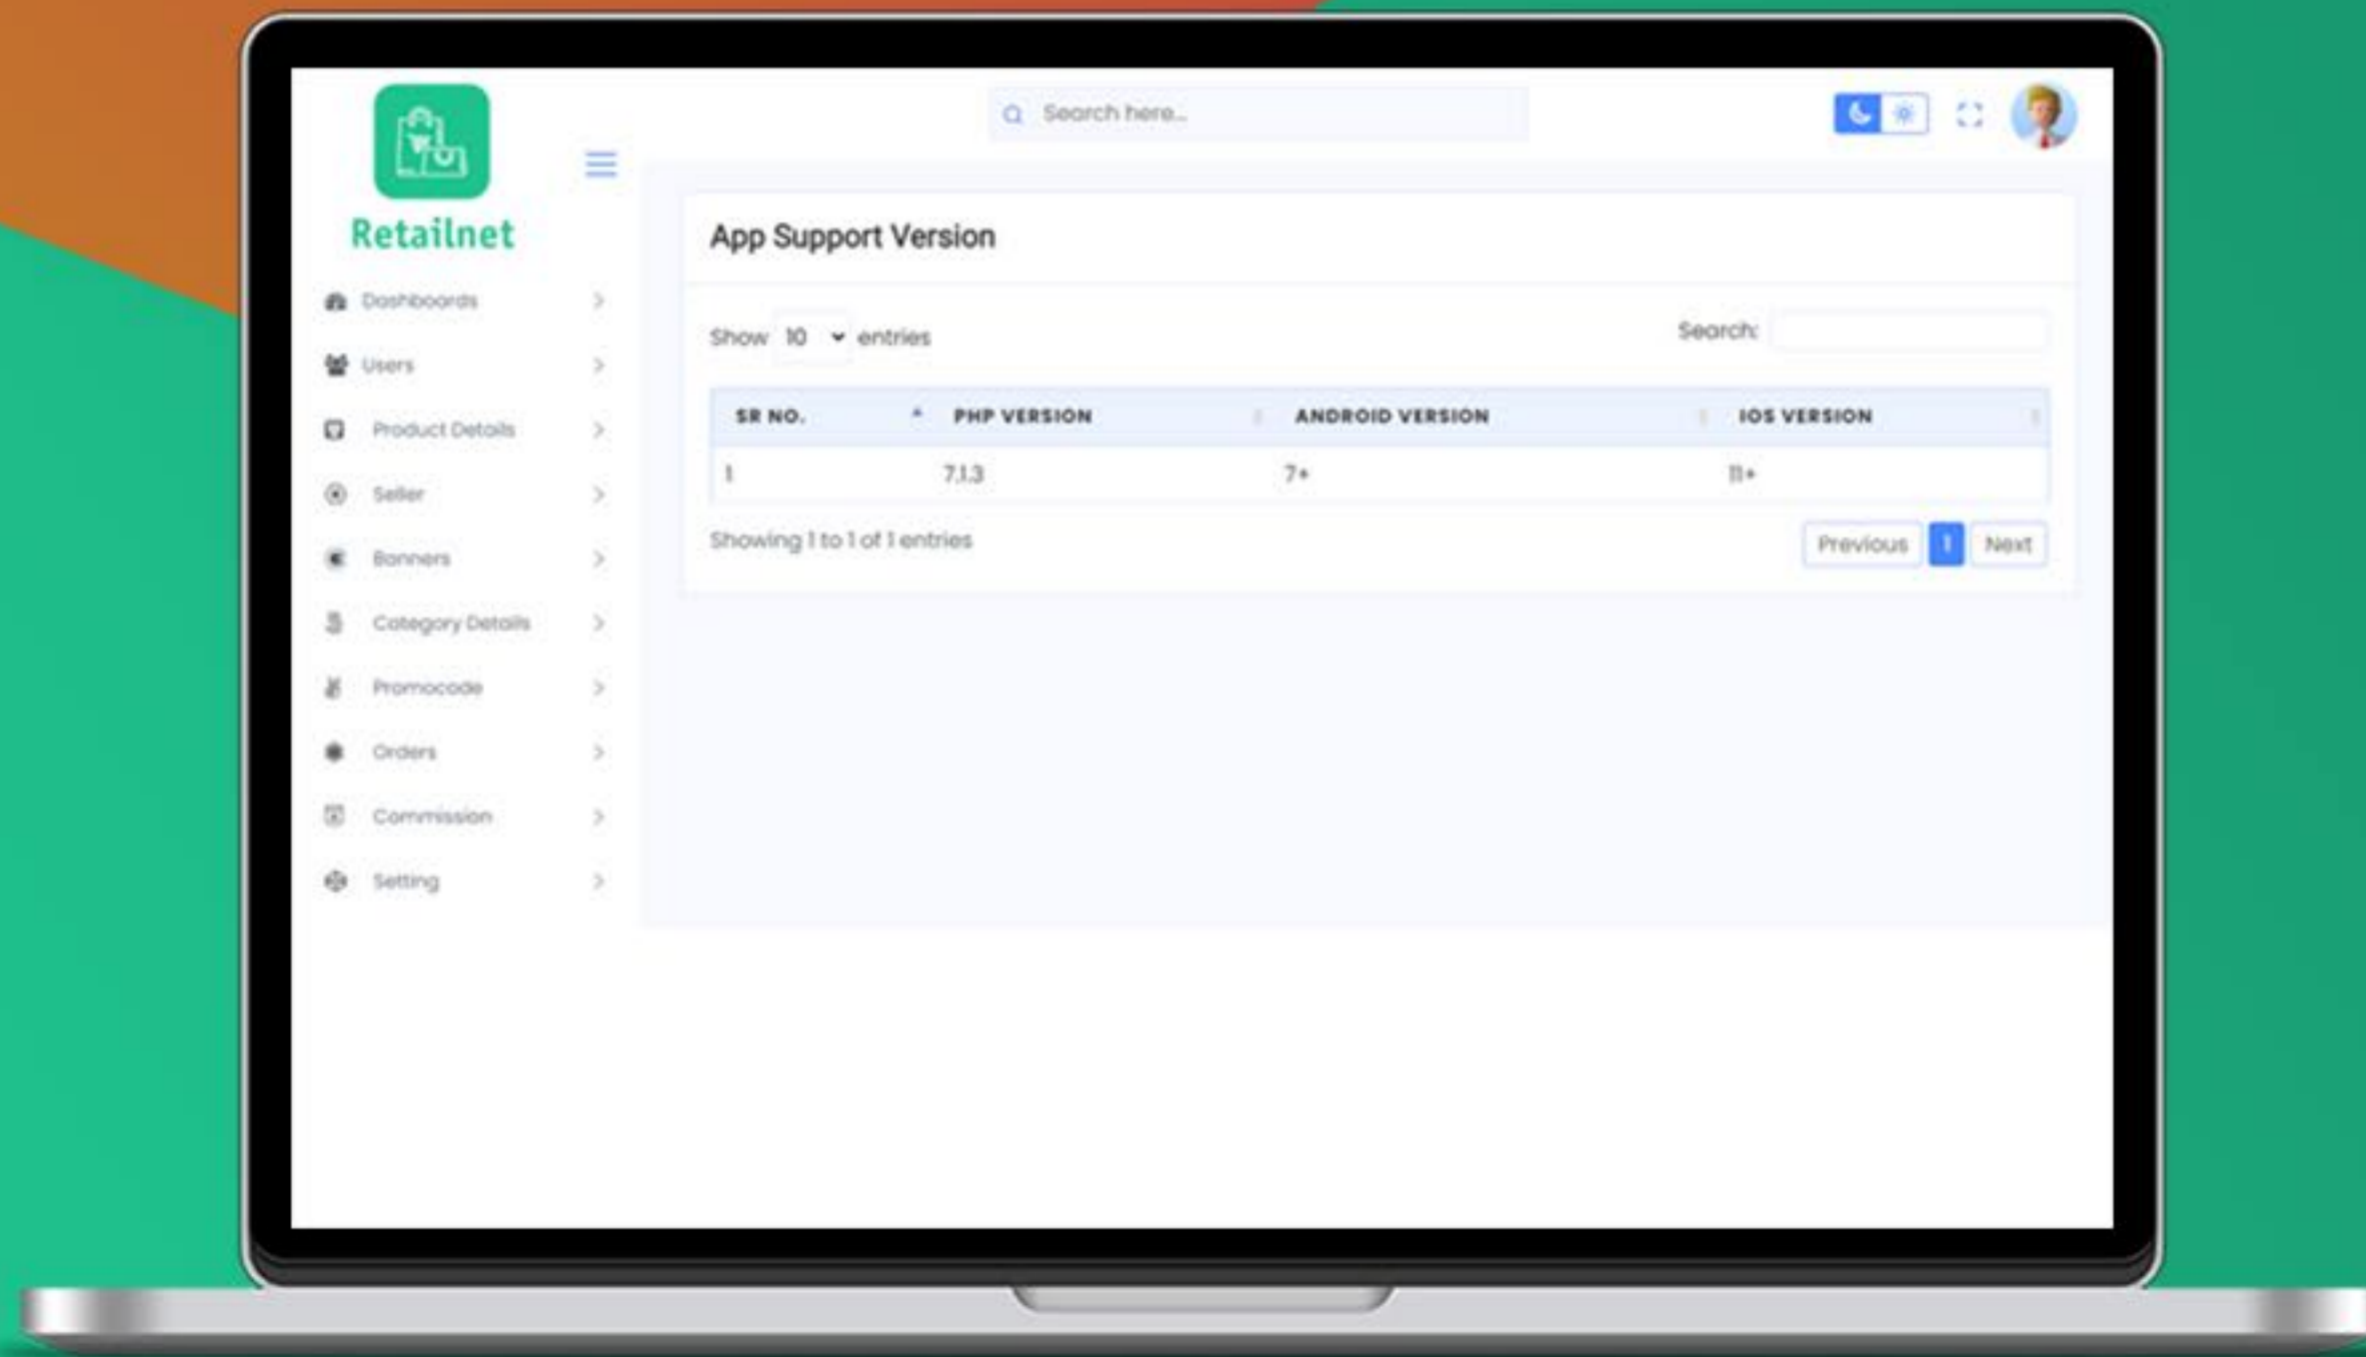 Search here...
Retailnet
Dashboards
Users
Product Details
Seller
Banners
Category Details
Promocode
Orders
Commission
Setting
App Support Version
Show 10 entries
Search:
SR NO. PHP VERSION ANDROID VERSION IOS VERSION
1 7.1.3 7+ 11+
Showing 1 to 1 of 1 entries
Previous 1 Next